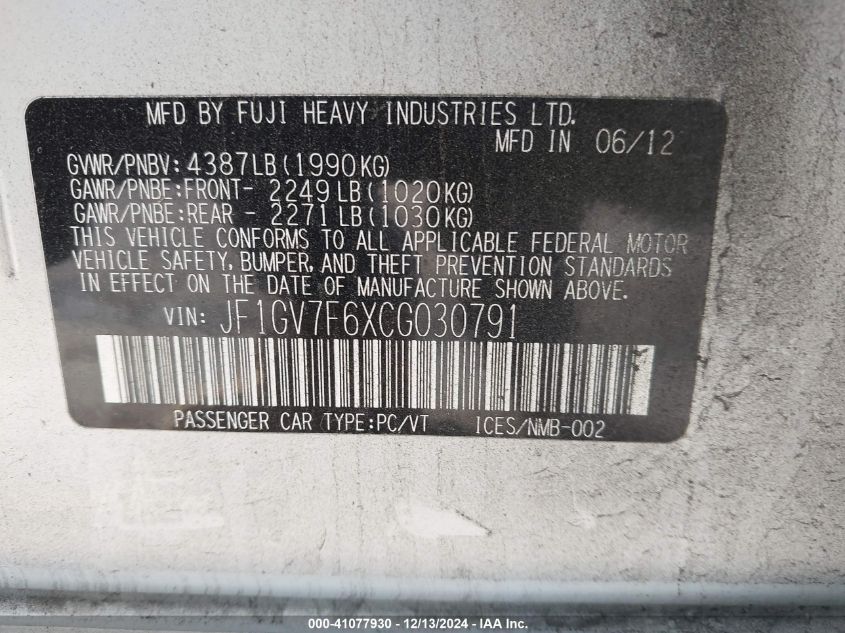 MFD BY FUJI HEAVY INDUSTRIES LTD.
MFD IN 06/12
GVWR/PNBV: 4387LB(1990KG)
GAWR/PNBE:FRONT- 2249LB(1020KG)
GAWR/PNBE:REAR - 2271LB(1030KG)
THIS VEHICLE CONFORMS TO ALL APPLICABLE FEDERAL MOTOR
VEHICLE SAFETY, BUMPER, AND THEFT PREVENTION STANDARDS
IN EFFECT ON THE DATE OF MANUFACTURE SHOWN ABOVE.
VIN: JF1GV7F6XCG030791
PASSENGER CAR TYPE:PC/VT ICES/NMB-002
000-41077930 - 12/13/2024 - IAA, Inc.